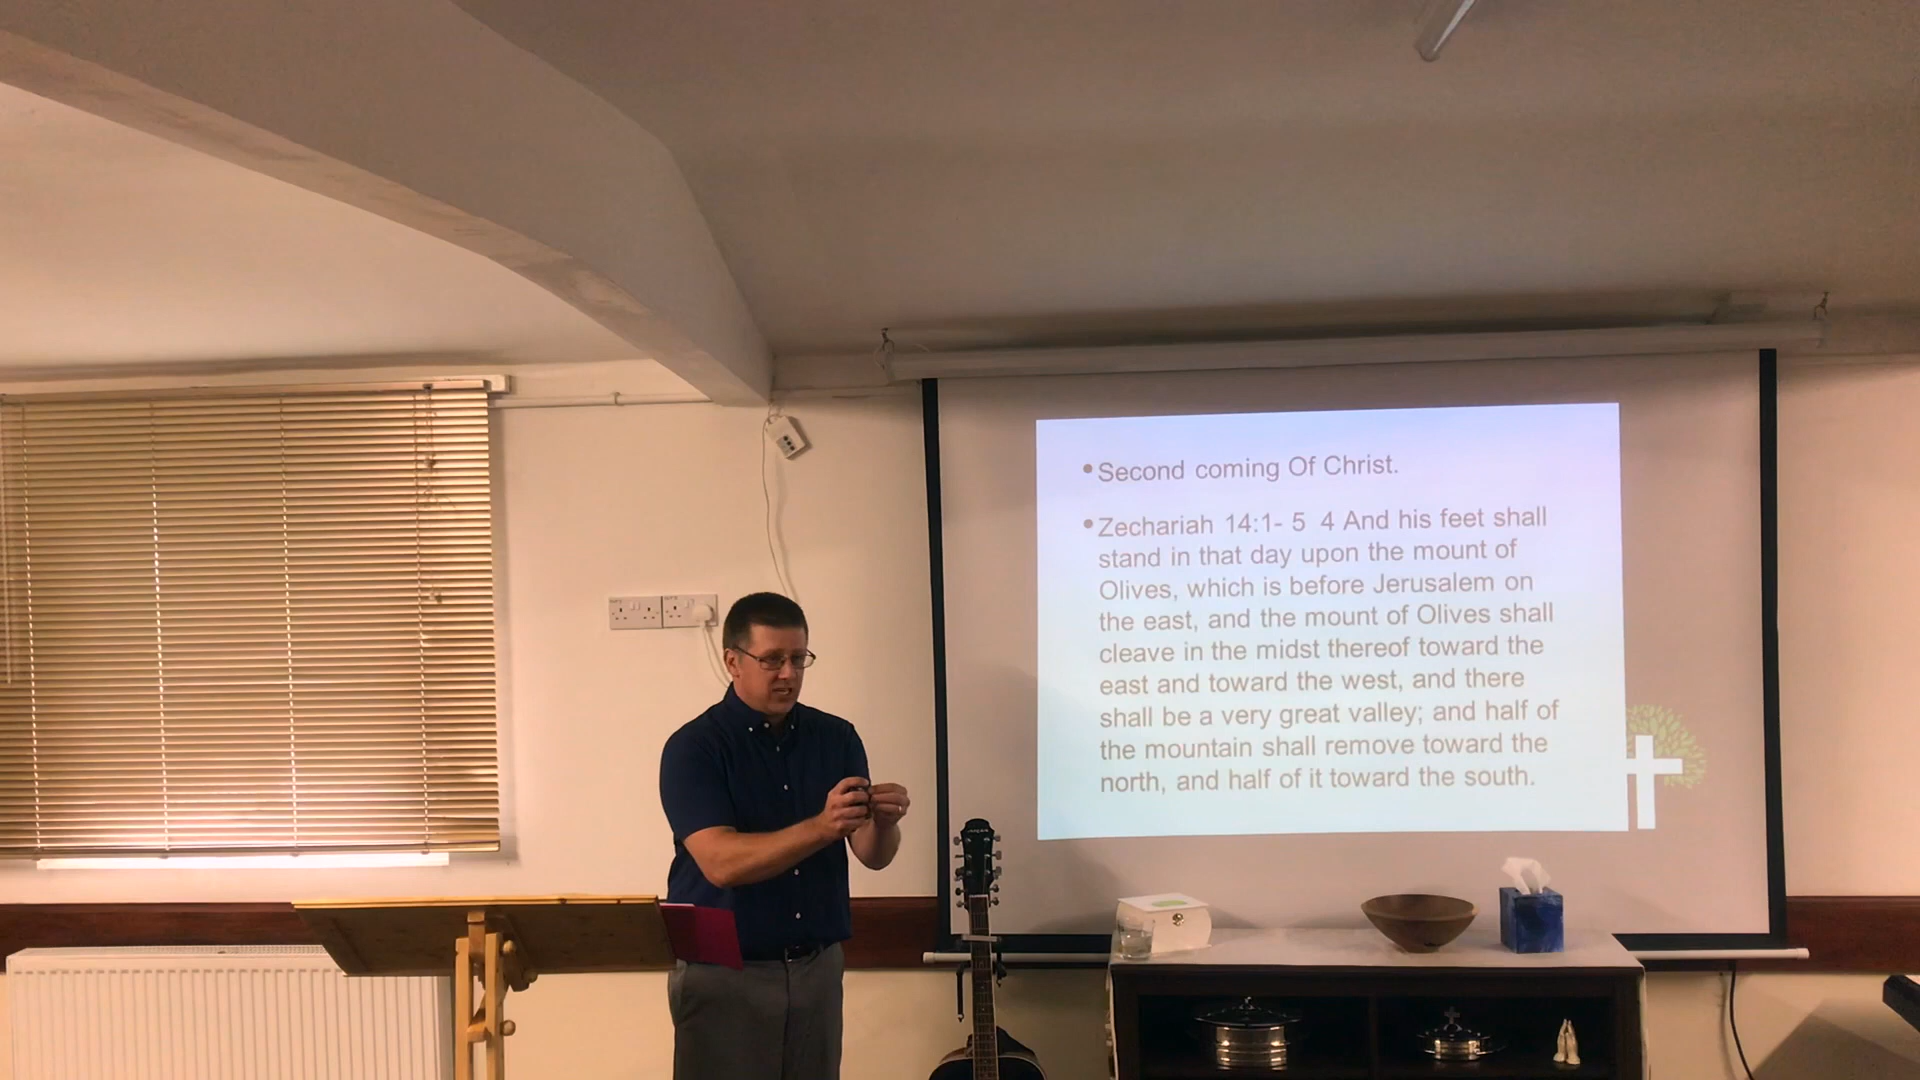 • Second coming Of Christ.
• Zechariah 14:1- 5 4 And his feet shall
stand in that day upon the mount of
Olives, which is before Jerusalem on
the east, and the mount of Olives shall
cleave in the midst thereof toward the
east and toward the west, and there
shall be a very great valley; and half of
the mountain shall remove toward the
north, and half of it toward the south.